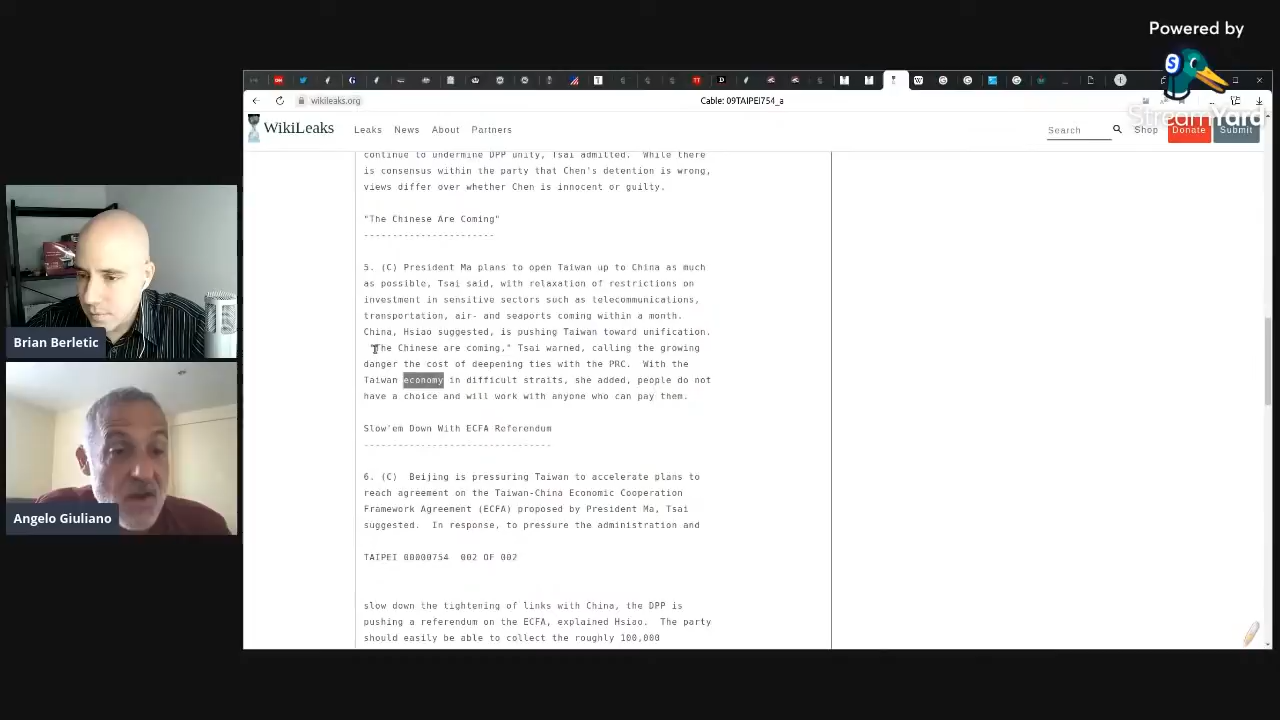 Powered by
StreamYard
wikileaks.org
Cable: 09TAIPEI754_a
WikiLeaks
Leaks
News
About
Partners
Search
Shop
Donate
Submit
continue to undermine DPP unity, Tsai admitted.  While there
is consensus within the party that Chen's detention is wrong,
views differ over whether Chen is innocent or guilty.
"The Chinese Are Coming"
-----------------------
5. (C) President Ma plans to open Taiwan up to China as much
as possible, Tsai said, with relaxation of restrictions on
investment in sensitive sectors such as telecommunications,
transportation, air- and seaports coming within a month.
China, Hsiao suggested, is pushing Taiwan toward unification.
"The Chinese are coming," Tsai warned, calling the growing
danger the cost of deepening ties with the PRC.  With the
Taiwan economy in difficult straits, she added, people do not
have a choice and will work with anyone who can pay them.
Slow'em Down With ECFA Referendum
---------------------------------
6. (C)  Beijing is pressuring Taiwan to accelerate plans to
reach agreement on the Taiwan-China Economic Cooperation
Framework Agreement (ECFA) proposed by President Ma, Tsai
suggested.  In response, to pressure the administration and
TAIPEI 00000754  002 OF 002
slow down the tightening of links with China, the DPP is
pushing a referendum on the ECFA, explained Hsiao.  The party
should easily be able to collect the roughly 100,000
Brian Berletic
Angelo Giuliano